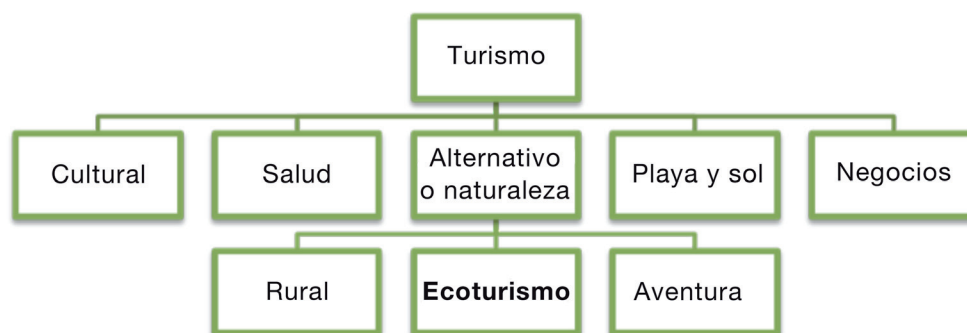 Turismo
Cultural
Salud
Alternativo
o naturaleza
Playa y sol
Negocios
Rural
Ecoturismo
Aventura